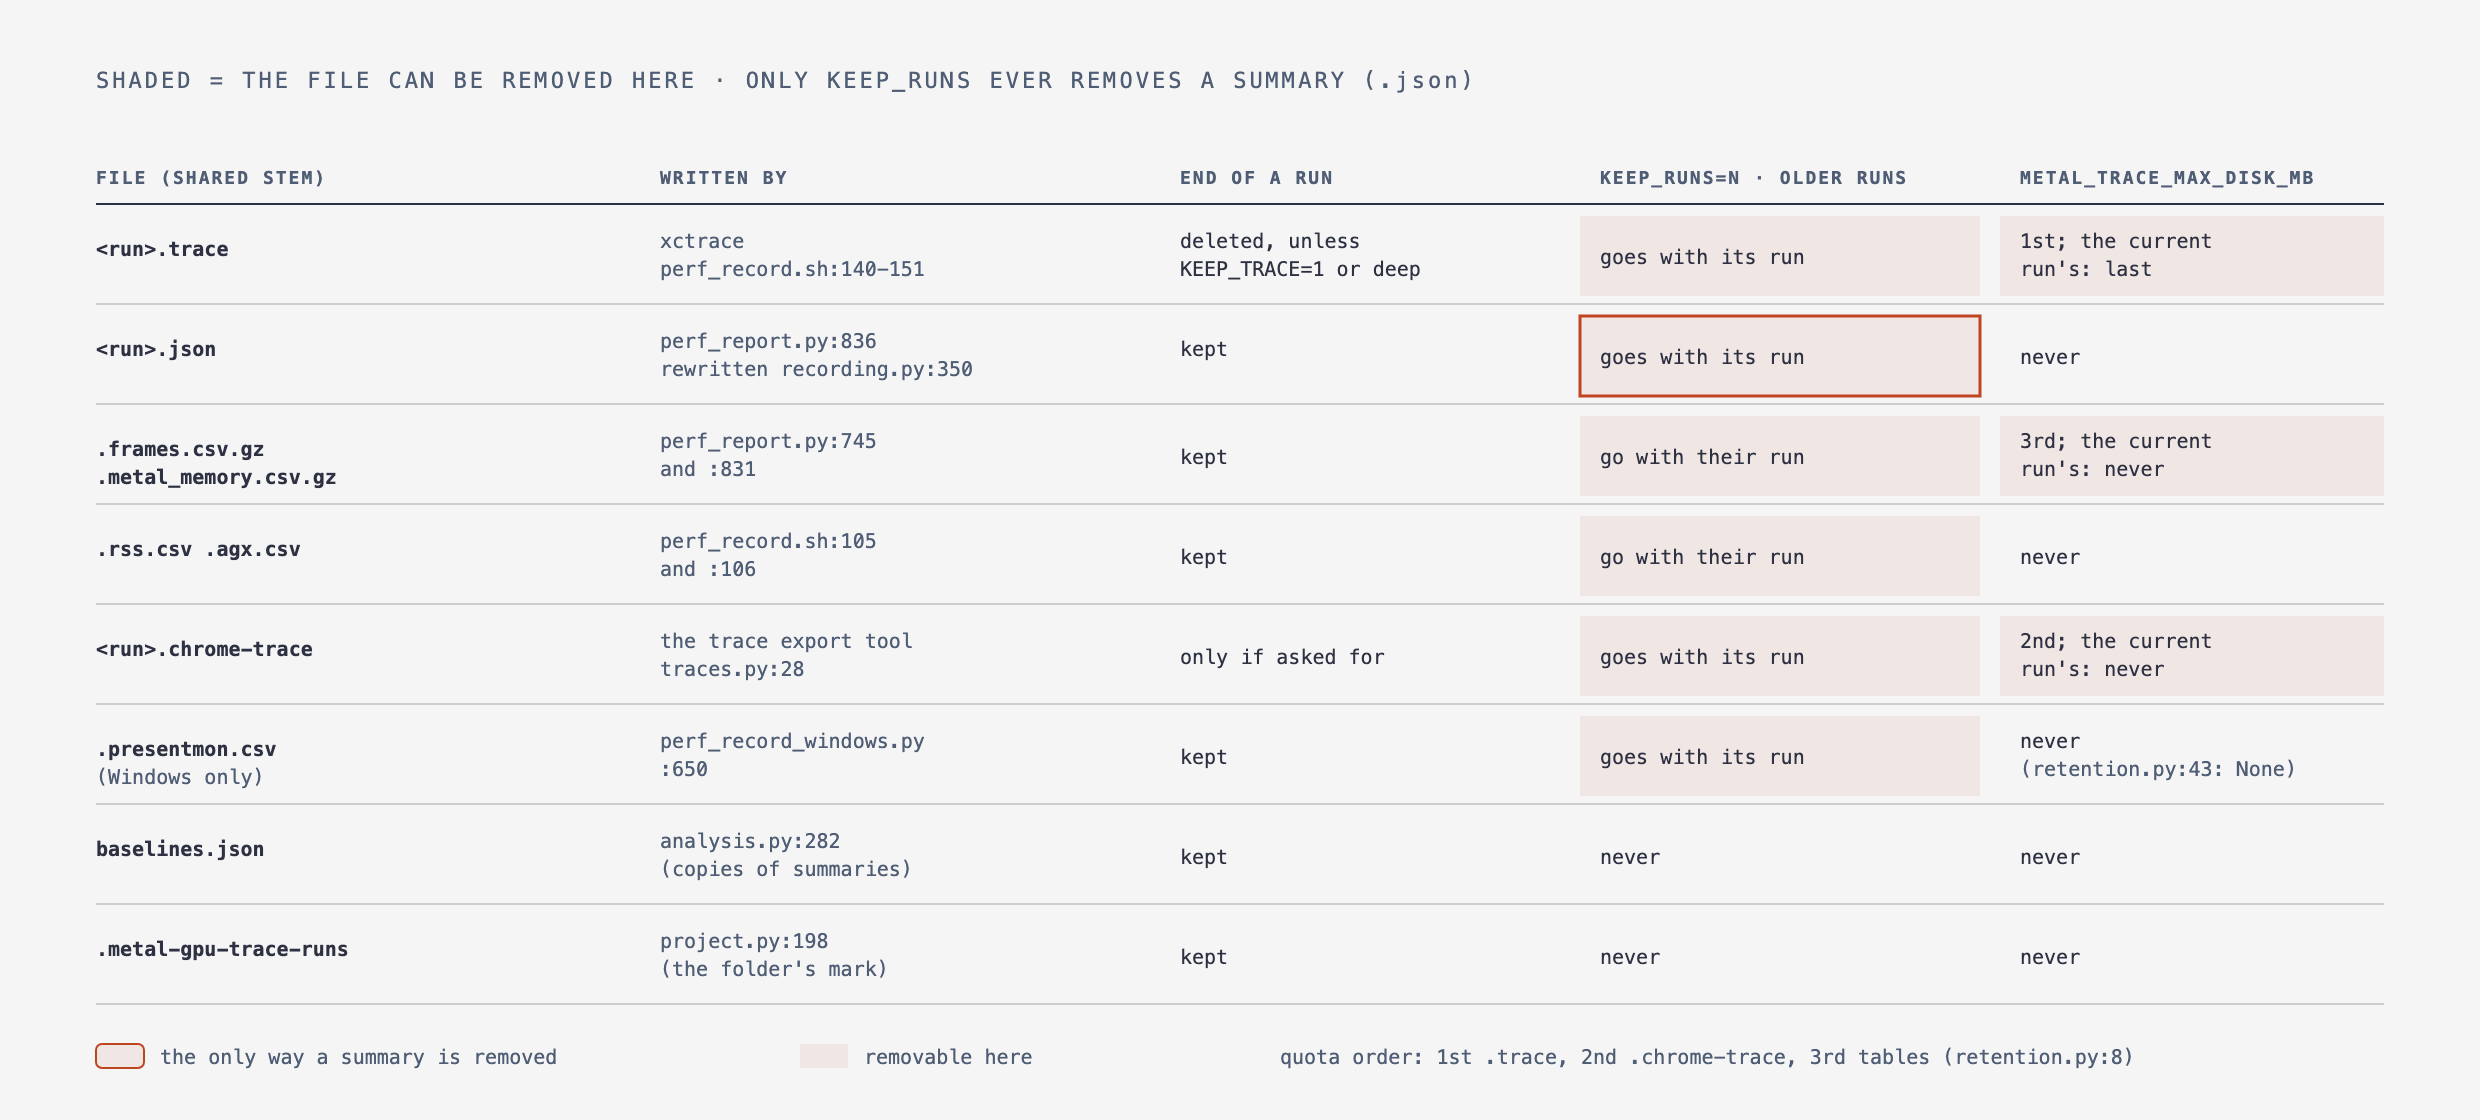 SHADED = THE FILE CAN BE REMOVED HERE · ONLY KEEP_RUNS EVER REMOVES A SUMMARY (.json)
FILE (SHARED STEM) WRITTEN BY END OF A RUN KEEP_RUNS=N · OLDER RUNS METAL_TRACE_MAX_DISK_MB
<run>.trace
xctrace
perf_record.sh:140–151
deleted, unless
KEEP_TRACE=1 or deep
goes with its run
1st; the current
run's: last
<run>.json
perf_report.py:836
rewritten recording.py:350
kept
goes with its run
never
.frames.csv.gz
.metal_memory.csv.gz
perf_report.py:745
and :831
kept
go with their run
3rd; the current
run's: never
.rss.csv .agx.csv
perf_record.sh:105
and :106
kept
go with their run
never
<run>.chrome-trace
the trace export tool
traces.py:28
only if asked for
goes with its run
2nd; the current
run's: never
.presentmon.csv
(Windows only)
perf_record_windows.py
:650
kept
goes with its run
never
(retention.py:43: None)
baselines.json
analysis.py:282
(copies of summaries)
kept
never
never
.metal-gpu-trace-runs
project.py:198
(the folder's mark)
kept
never
never
the only way a summary is removed
removable here
quota order: 1st .trace, 2nd .chrome-trace, 3rd tables (retention.py:8)